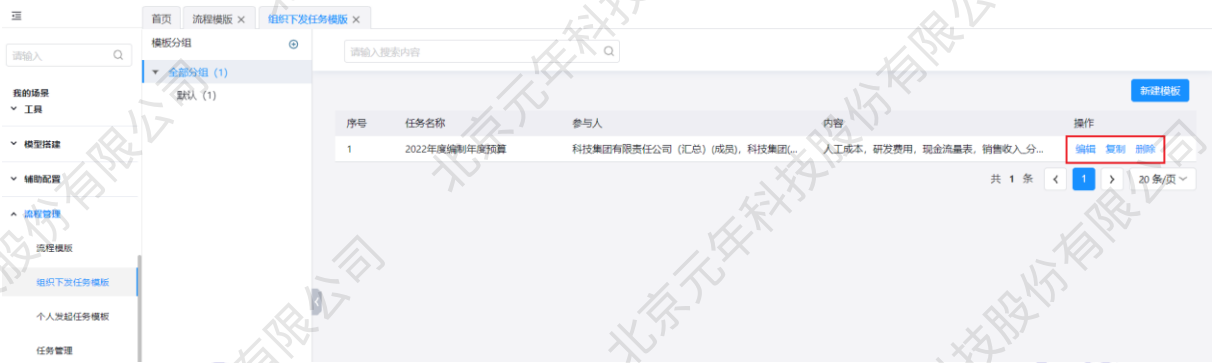 首页 流程模版 × 组织下发任务模版 ×
请输入
模板分组
请输入搜索内容
全部分组 (1)
默认 (1)
我的场景
工具
新建模板
序号 任务名称 参与人 内容 操作
1 2022年度编制年度预算 科技集团有限责任公司 (汇总) (成员), 科技集团(... 人工成本, 研发费用, 现金流量表, 销售收入_分... 编辑 复制 删除
模型搭建
共 1 条 < 1 > 20 条/页
辅助配置
流程管理
流程模版
组织下发任务模版
个人发起任务模板
任务管理
北京元年科技股份有限公司